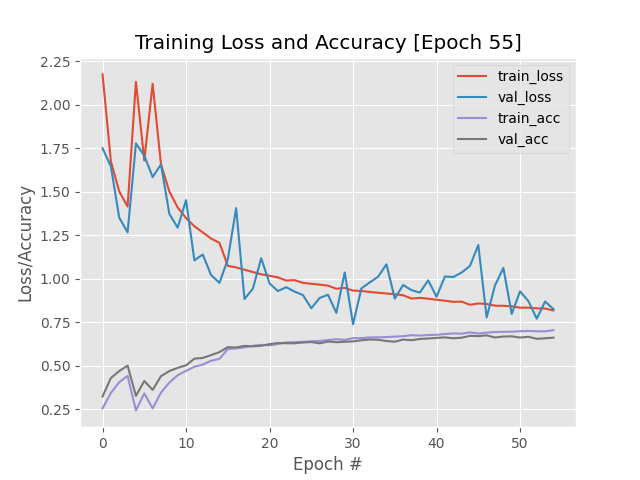 Training Loss and Accuracy [Epoch 55]
train_loss
val_loss
train_acc
val_acc
Loss/Accuracy
2.25
2.00
1.75
1.50
1.25
1.00
0.75
0.50
0.25
0 10 20 30 40 50
Epoch #